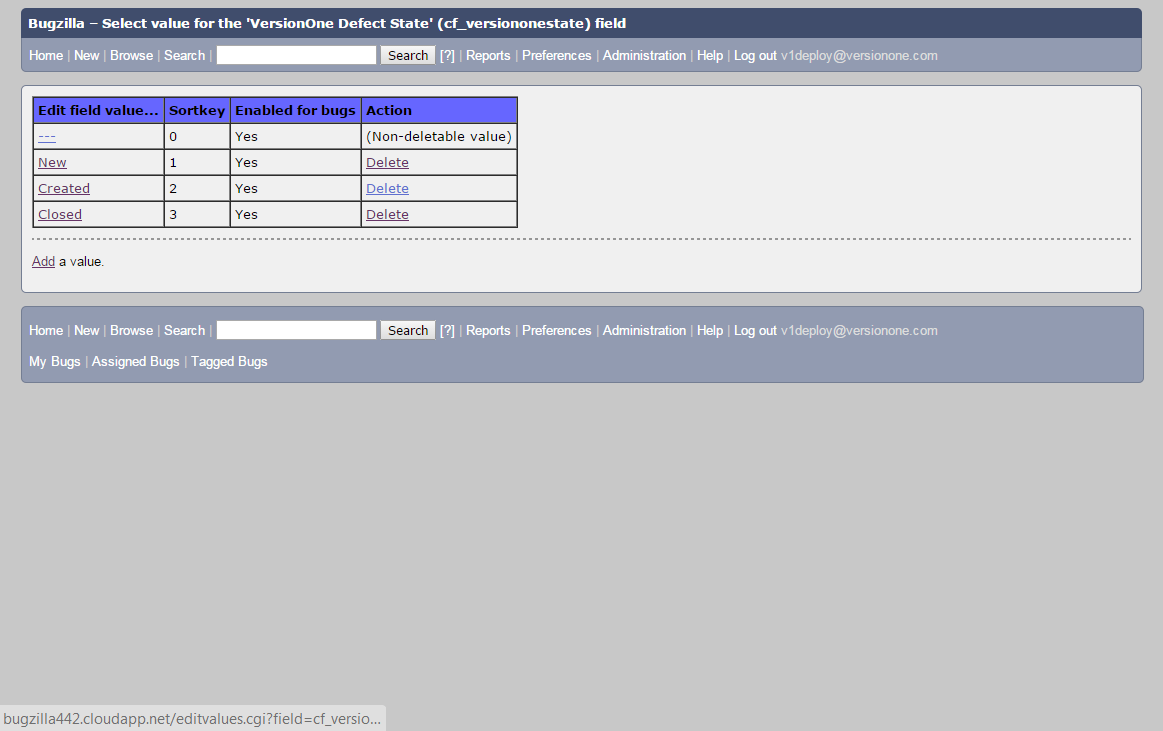 Bugzilla – Select value for the 'VersionOne Defect State' (cf_versiononestate) field
Home | New | Browse | Search | Search [?] | Reports | Preferences | Administration | Help | Log out v1deploy@versionone.com
Edit field value... Sortkey Enabled for bugs Action
--- 0 Yes (Non-deletable value)
New 1 Yes Delete
Created 2 Yes Delete
Closed 3 Yes Delete
Add a value.
Home | New | Browse | Search | Search [?] | Reports | Preferences | Administration | Help | Log out v1deploy@versionone.com
My Bugs | Assigned Bugs | Tagged Bugs
bugzilla442.cloudapp.net/editvalues.cgi?field=cf_versio...